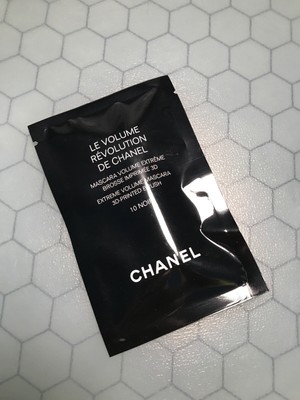 LE VOLUME
RÉVOLUTION
DE CHANEL
MASCARA VOLUME EXTRÊME
BROSSE IMPRIMÉE 3D
EXTREME VOLUME MASCARA
3D-PRINTED BRUSH
10 NOIR
CHANEL